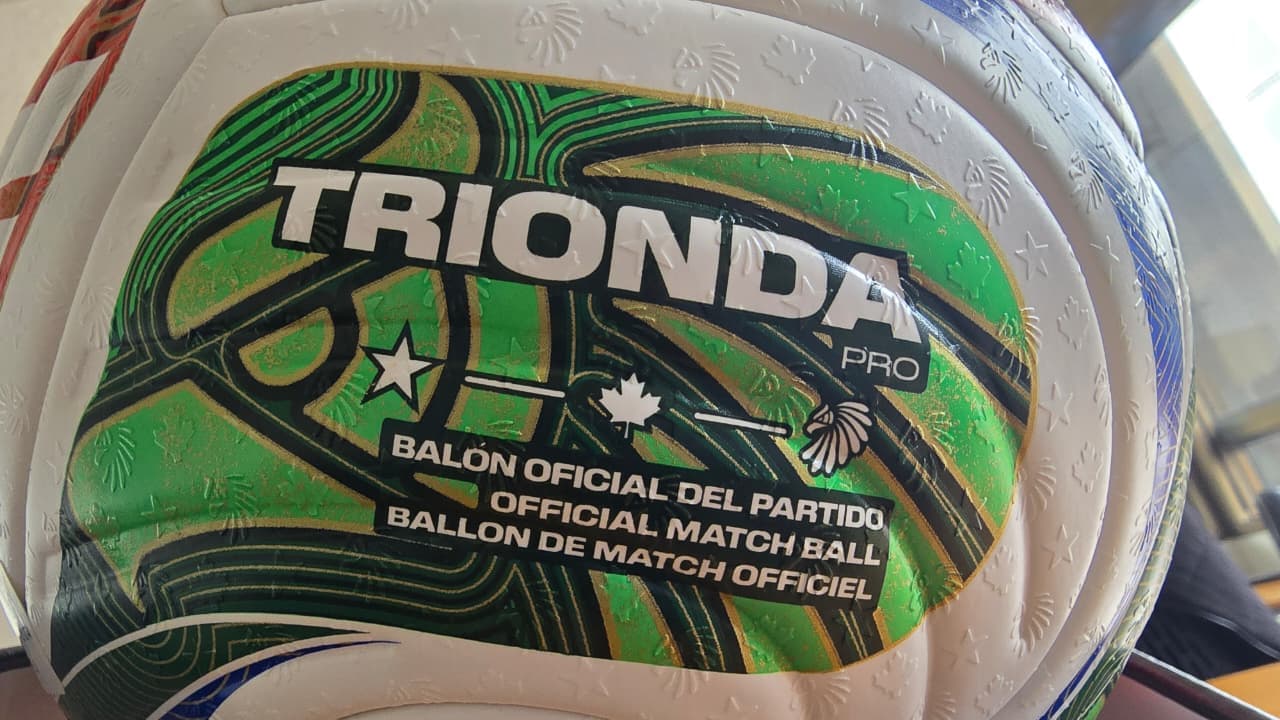 TRIONDA
PRO
BALÓN OFICIAL DEL PARTIDO
OFFICIAL MATCH BALL
BALLON DE MATCH OFFICIEL